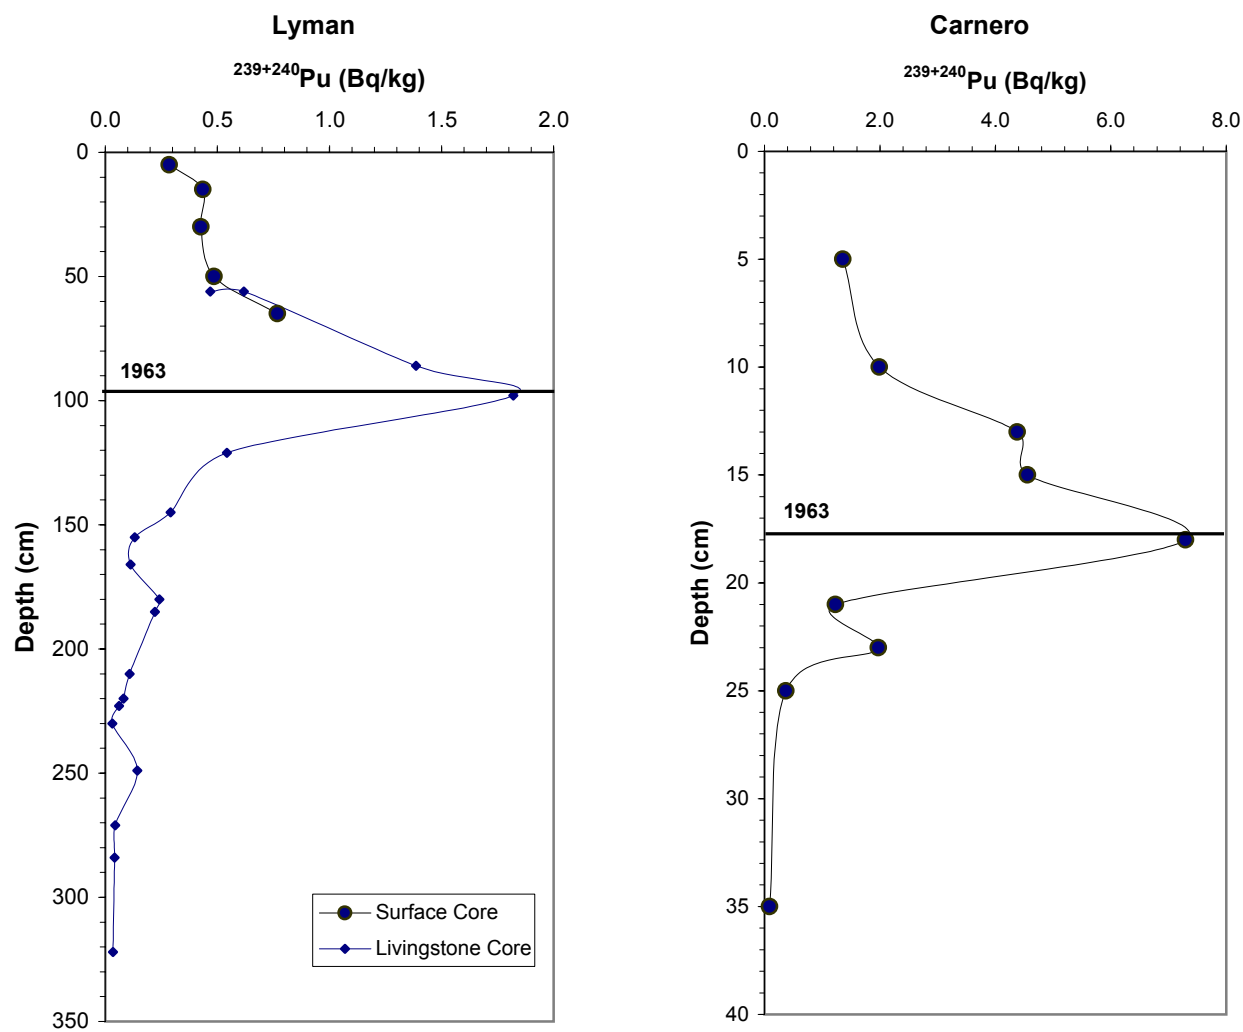 Lyman
239+240Pu (Bq/kg)
0.0 0.5 1.0 1.5 2.0
0
50
100
150
200
250
300
350
Depth (cm)
1963
Surface Core
Livingstone Core
Carnero
239+240Pu (Bq/kg)
0.0 2.0 4.0 6.0 8.0
0
5
10
15
20
25
30
35
40
Depth (cm)
1963